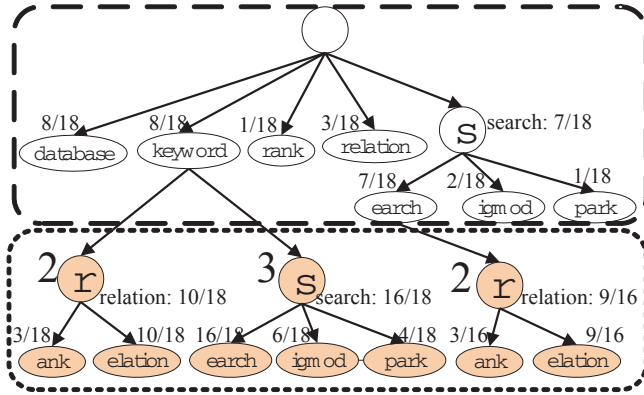 8/18 8/18 1/18 3/18 s search: 7/18
database keyword rank relation
7/18 2/18 1/18
earch igmod park
2 r relation: 10/18 3 s search: 16/18 2 r relation: 9/16
3/18 10/18 16/18 6/18 4/18 3/16 9/16
ank elation earch igmod park ank elation